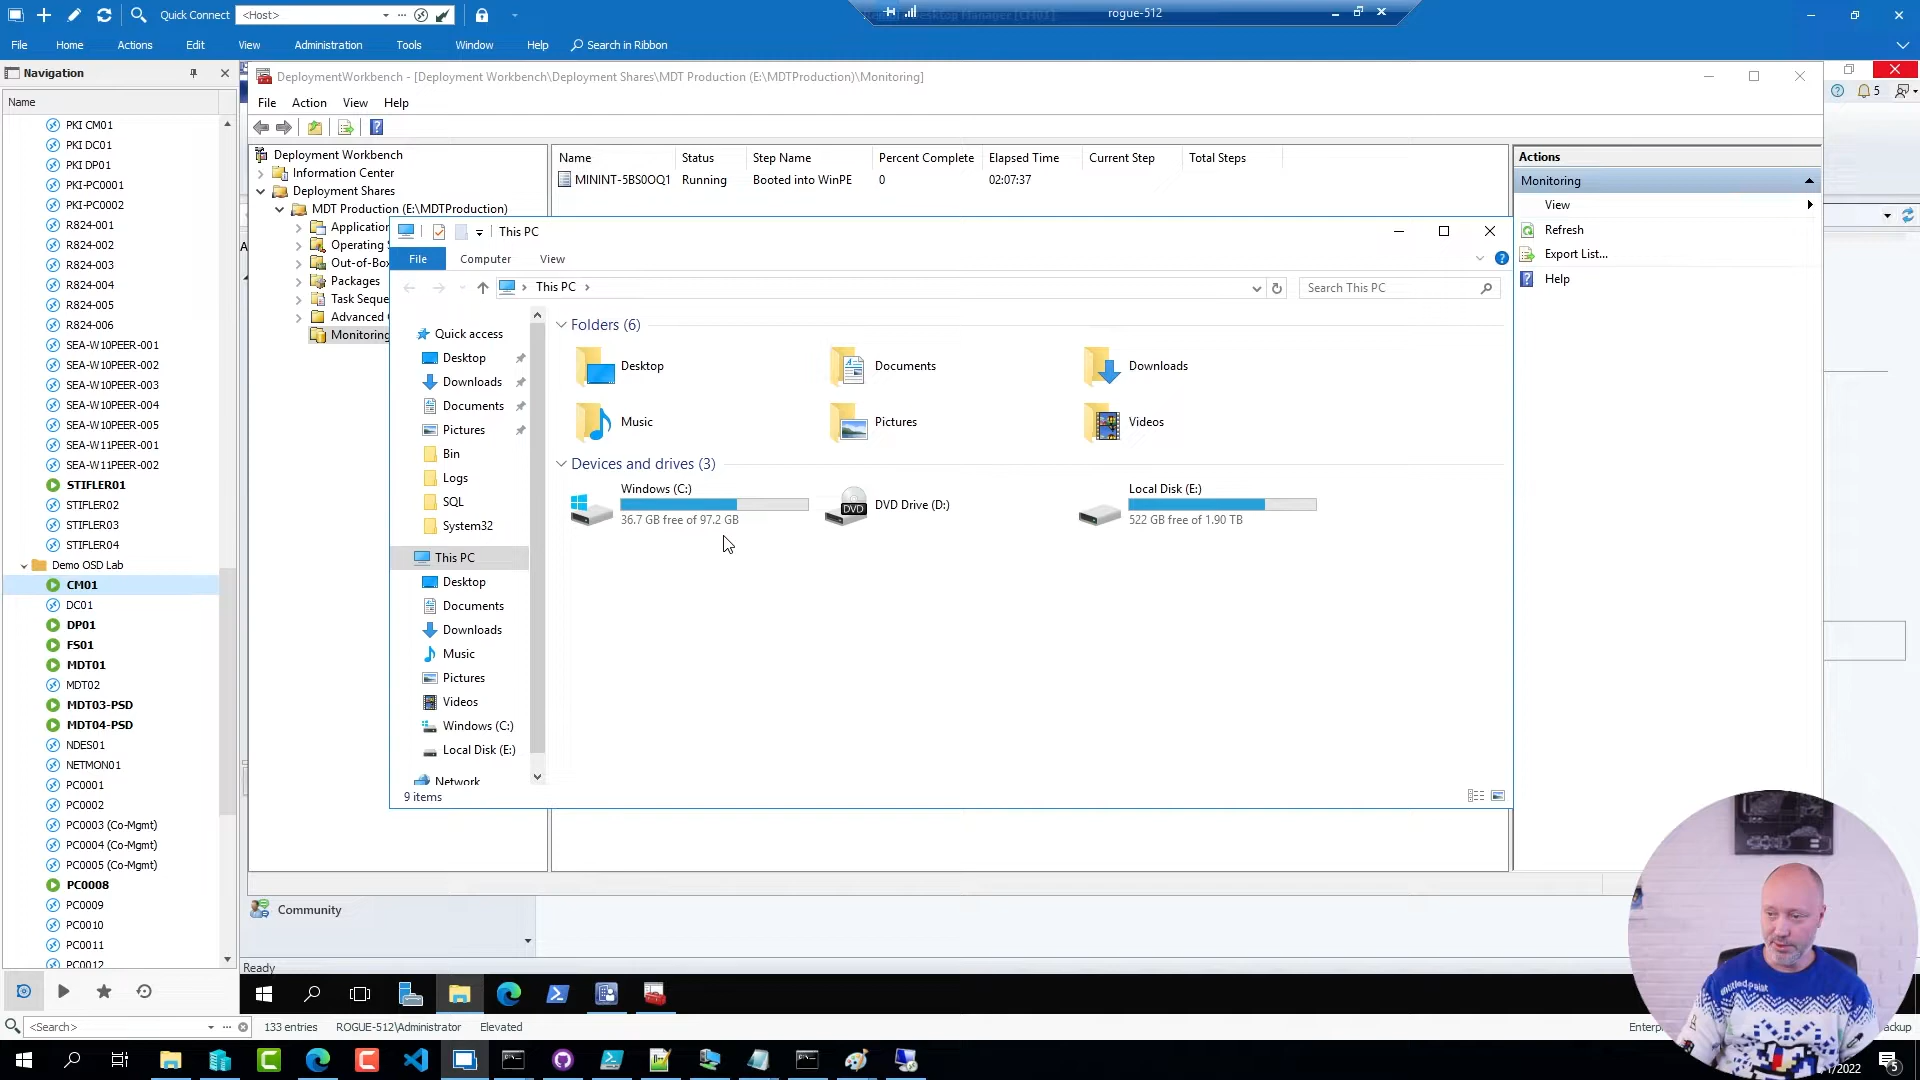 Quick Connect <Host>
rogue-512
File Home Actions Edit View Administration Tools Window Help Search in Ribbon
Navigation
Name
PKI CM01
PKI DC01
PKI DP01
PKI-PC0001
PKI-PC0002
R824-001
R824-002
R824-003
R824-004
R824-005
R824-006
SEA-W10PEER-001
SEA-W10PEER-002
SEA-W10PEER-003
SEA-W10PEER-004
SEA-W10PEER-005
SEA-W11PEER-001
SEA-W11PEER-002
STIFLER01
STIFLER02
STIFLER03
STIFLER04
Demo OSD Lab
CM01
DC01
DP01
FS01
MDT01
MDT02
MDT03-PSD
MDT04-PSD
NDES01
NETMON01
PC0001
PC0002
PC0003 (Co-Mgmt)
PC0004 (Co-Mgmt)
PC0005 (Co-Mgmt)
PC0008
PC0009
PC0010
PC0011
PC0012
<Search>
133 entries ROGUE-512\Administrator Elevated
DeploymentWorkbench - [Deployment Workbench\Deployment Shares\MDT Production (E:\MDTProduction)\Monitoring]
5
File Action View Help
Deployment Workbench
Information Center
Deployment Shares
MDT Production (E:\MDTProduction)
Application
Operating
Out-of-Box
Packages
Task Seque
Advanced
Monitoring
Name Status Step Name Percent Complete Elapsed Time Current Step Total Steps
MININT-5BS0OQ1 Running Booted into WinPE 0 02:07:37
Actions
Monitoring
View
Refresh
Export List...
Help
This PC
File Computer View
This PC
Search This PC
Quick access
Desktop
Downloads
Documents
Pictures
Bin
Logs
SQL
System32
This PC
Desktop
Documents
Downloads
Music
Pictures
Videos
Windows (C:)
Local Disk (E:)
Network
Folders (6)
Desktop
Documents
Downloads
Music
Pictures
Videos
Devices and drives (3)
Windows (C:)
36.7 GB free of 97.2 GB
DVD Drive (D:)
Local Disk (E:)
522 GB free of 1.90 TB
9 items
Community
Ready
Enterp
ackup
/1/2022
5